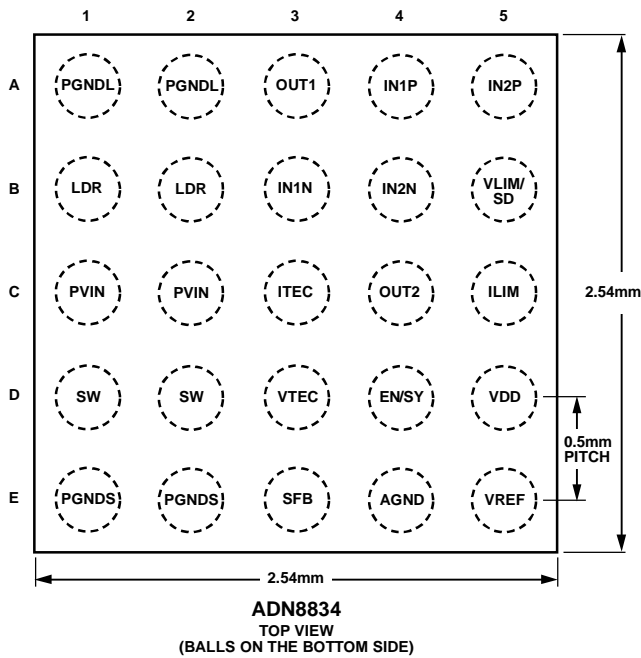 1 2 3 4 5
A PGNDL PGNDL OUT1 IN1P IN2P
B LDR LDR IN1N IN2N VLIM/
SD
C PVIN PVIN ITEC OUT2 ILIM
2.54mm
D SW SW VTEC EN/SY VDD
0.5mm
PITCH
E PGNDS PGNDS SFB AGND VREF
2.54mm
ADN8834
TOP VIEW
(BALLS ON THE BOTTOM SIDE)